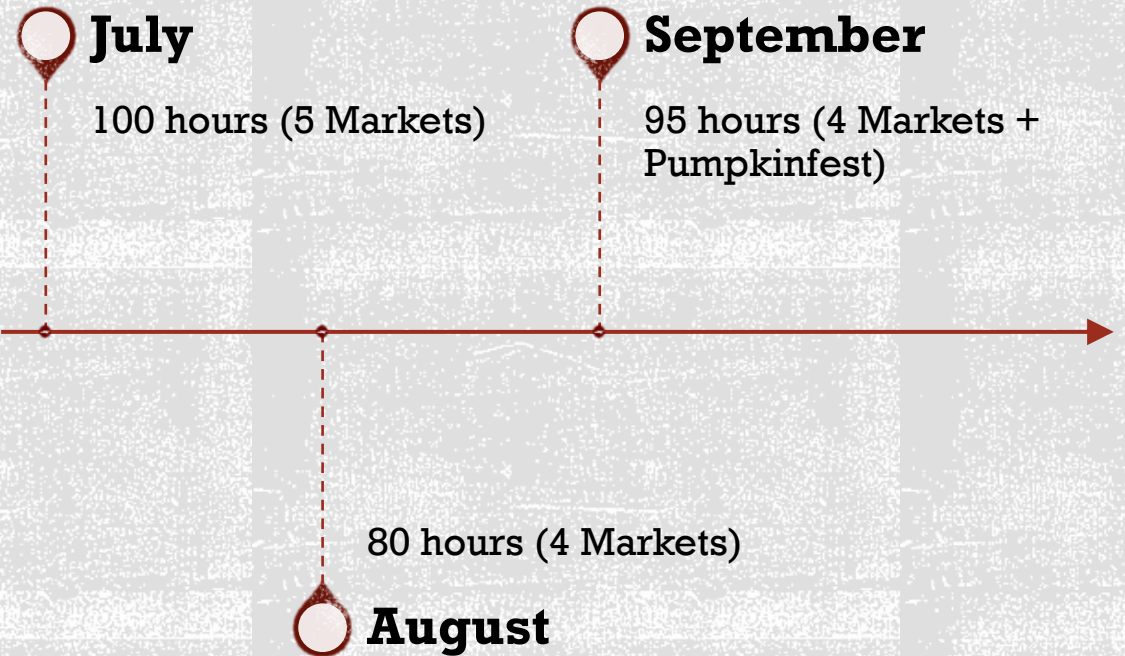 July
100 hours (5 Markets)
September
95 hours (4 Markets +
Pumpkinfest)
80 hours (4 Markets)
August